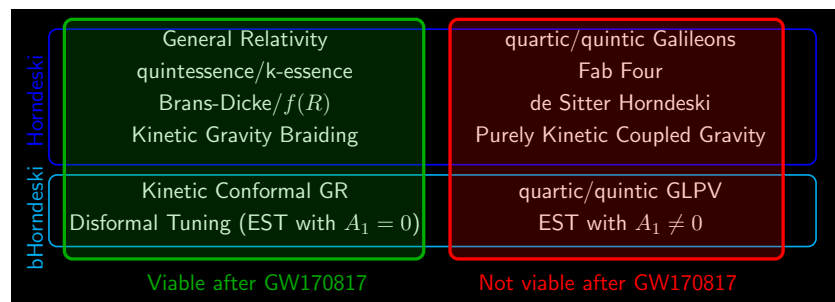 Horndeski
General Relativity
quintessence/k-essence
Brans-Dicke/f(R)
Kinetic Gravity Braiding
quartic/quintic Galileons
Fab Four
de Sitter Horndeski
Purely Kinetic Coupled Gravity
bHorndeski
Kinetic Conformal GR
Disformal Tuning (EST with A₁ = 0)
quartic/quintic GLPV
EST with A₁ ≠ 0
Viable after GW170817
Not viable after GW170817